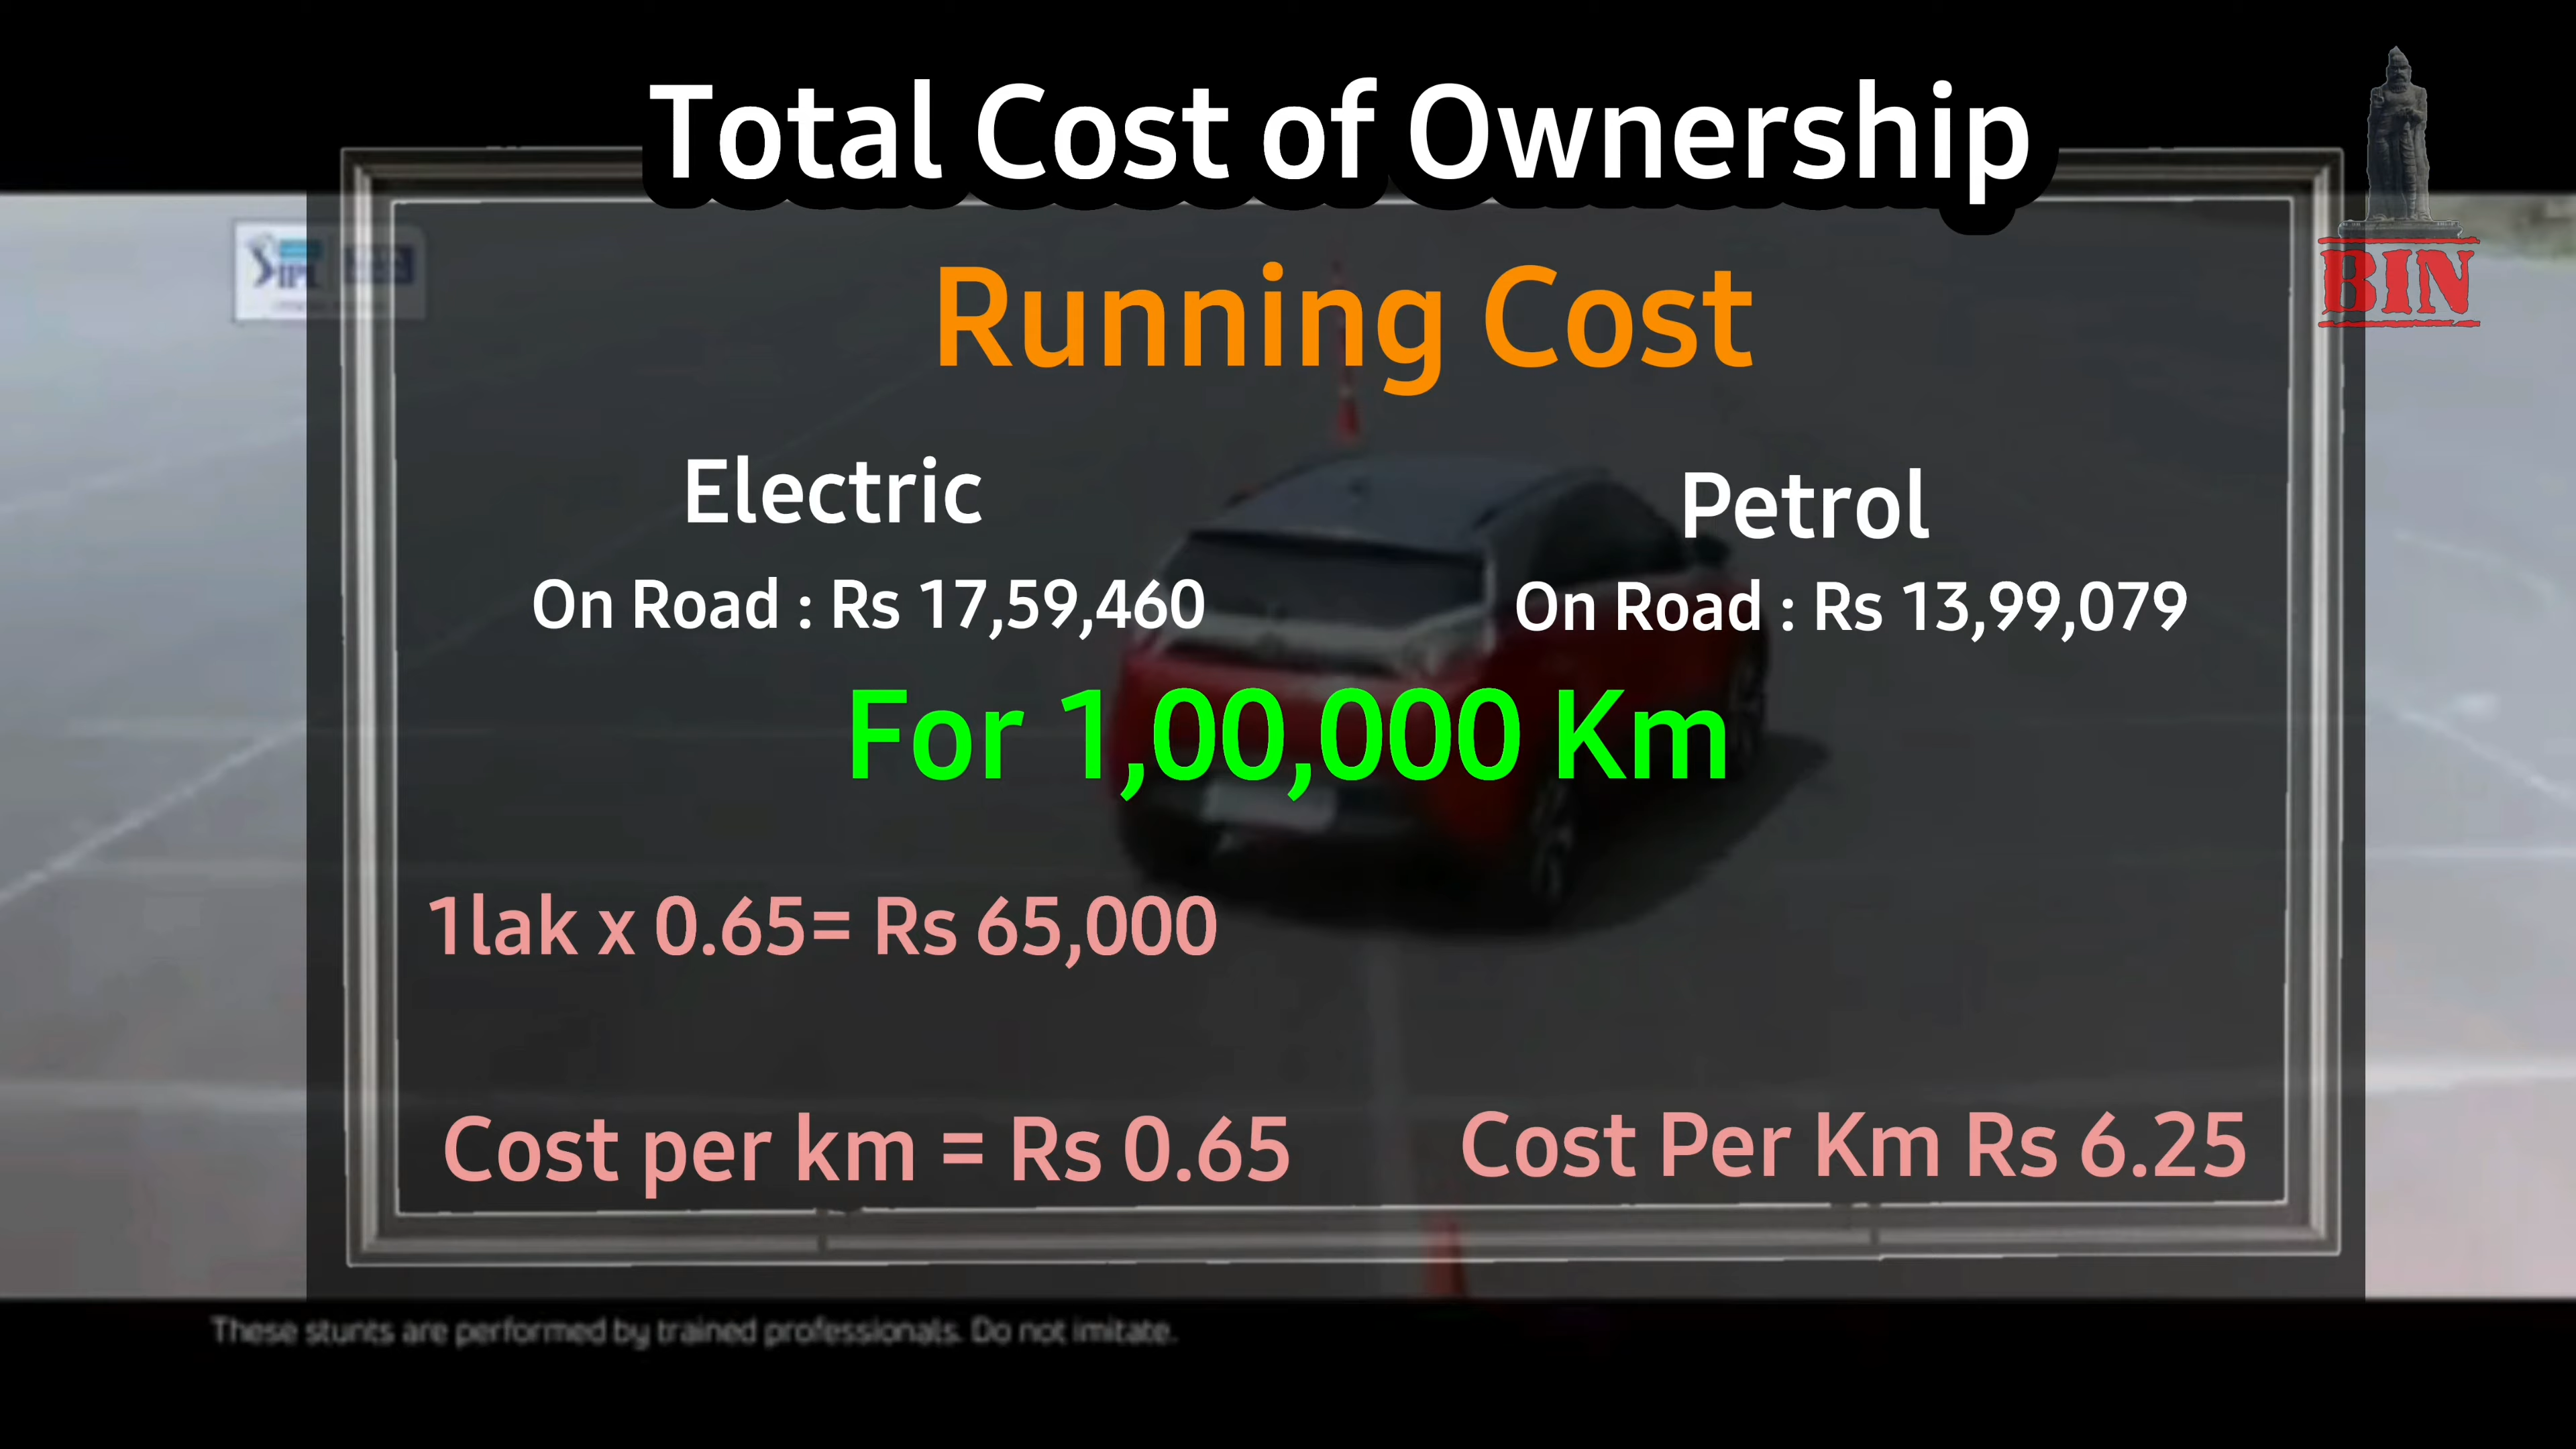 Total Cost of Ownership
IPL
BIN
Running Cost
Electric
Petrol
On Road : Rs 17,59,460
On Road : Rs 13,99,079
For 1,00,000 Km
1lak x 0.65= Rs 65,000
Cost per km = Rs 0.65
Cost Per Km Rs 6.25
These stunts are performed by trained professionals. Do not imitate.